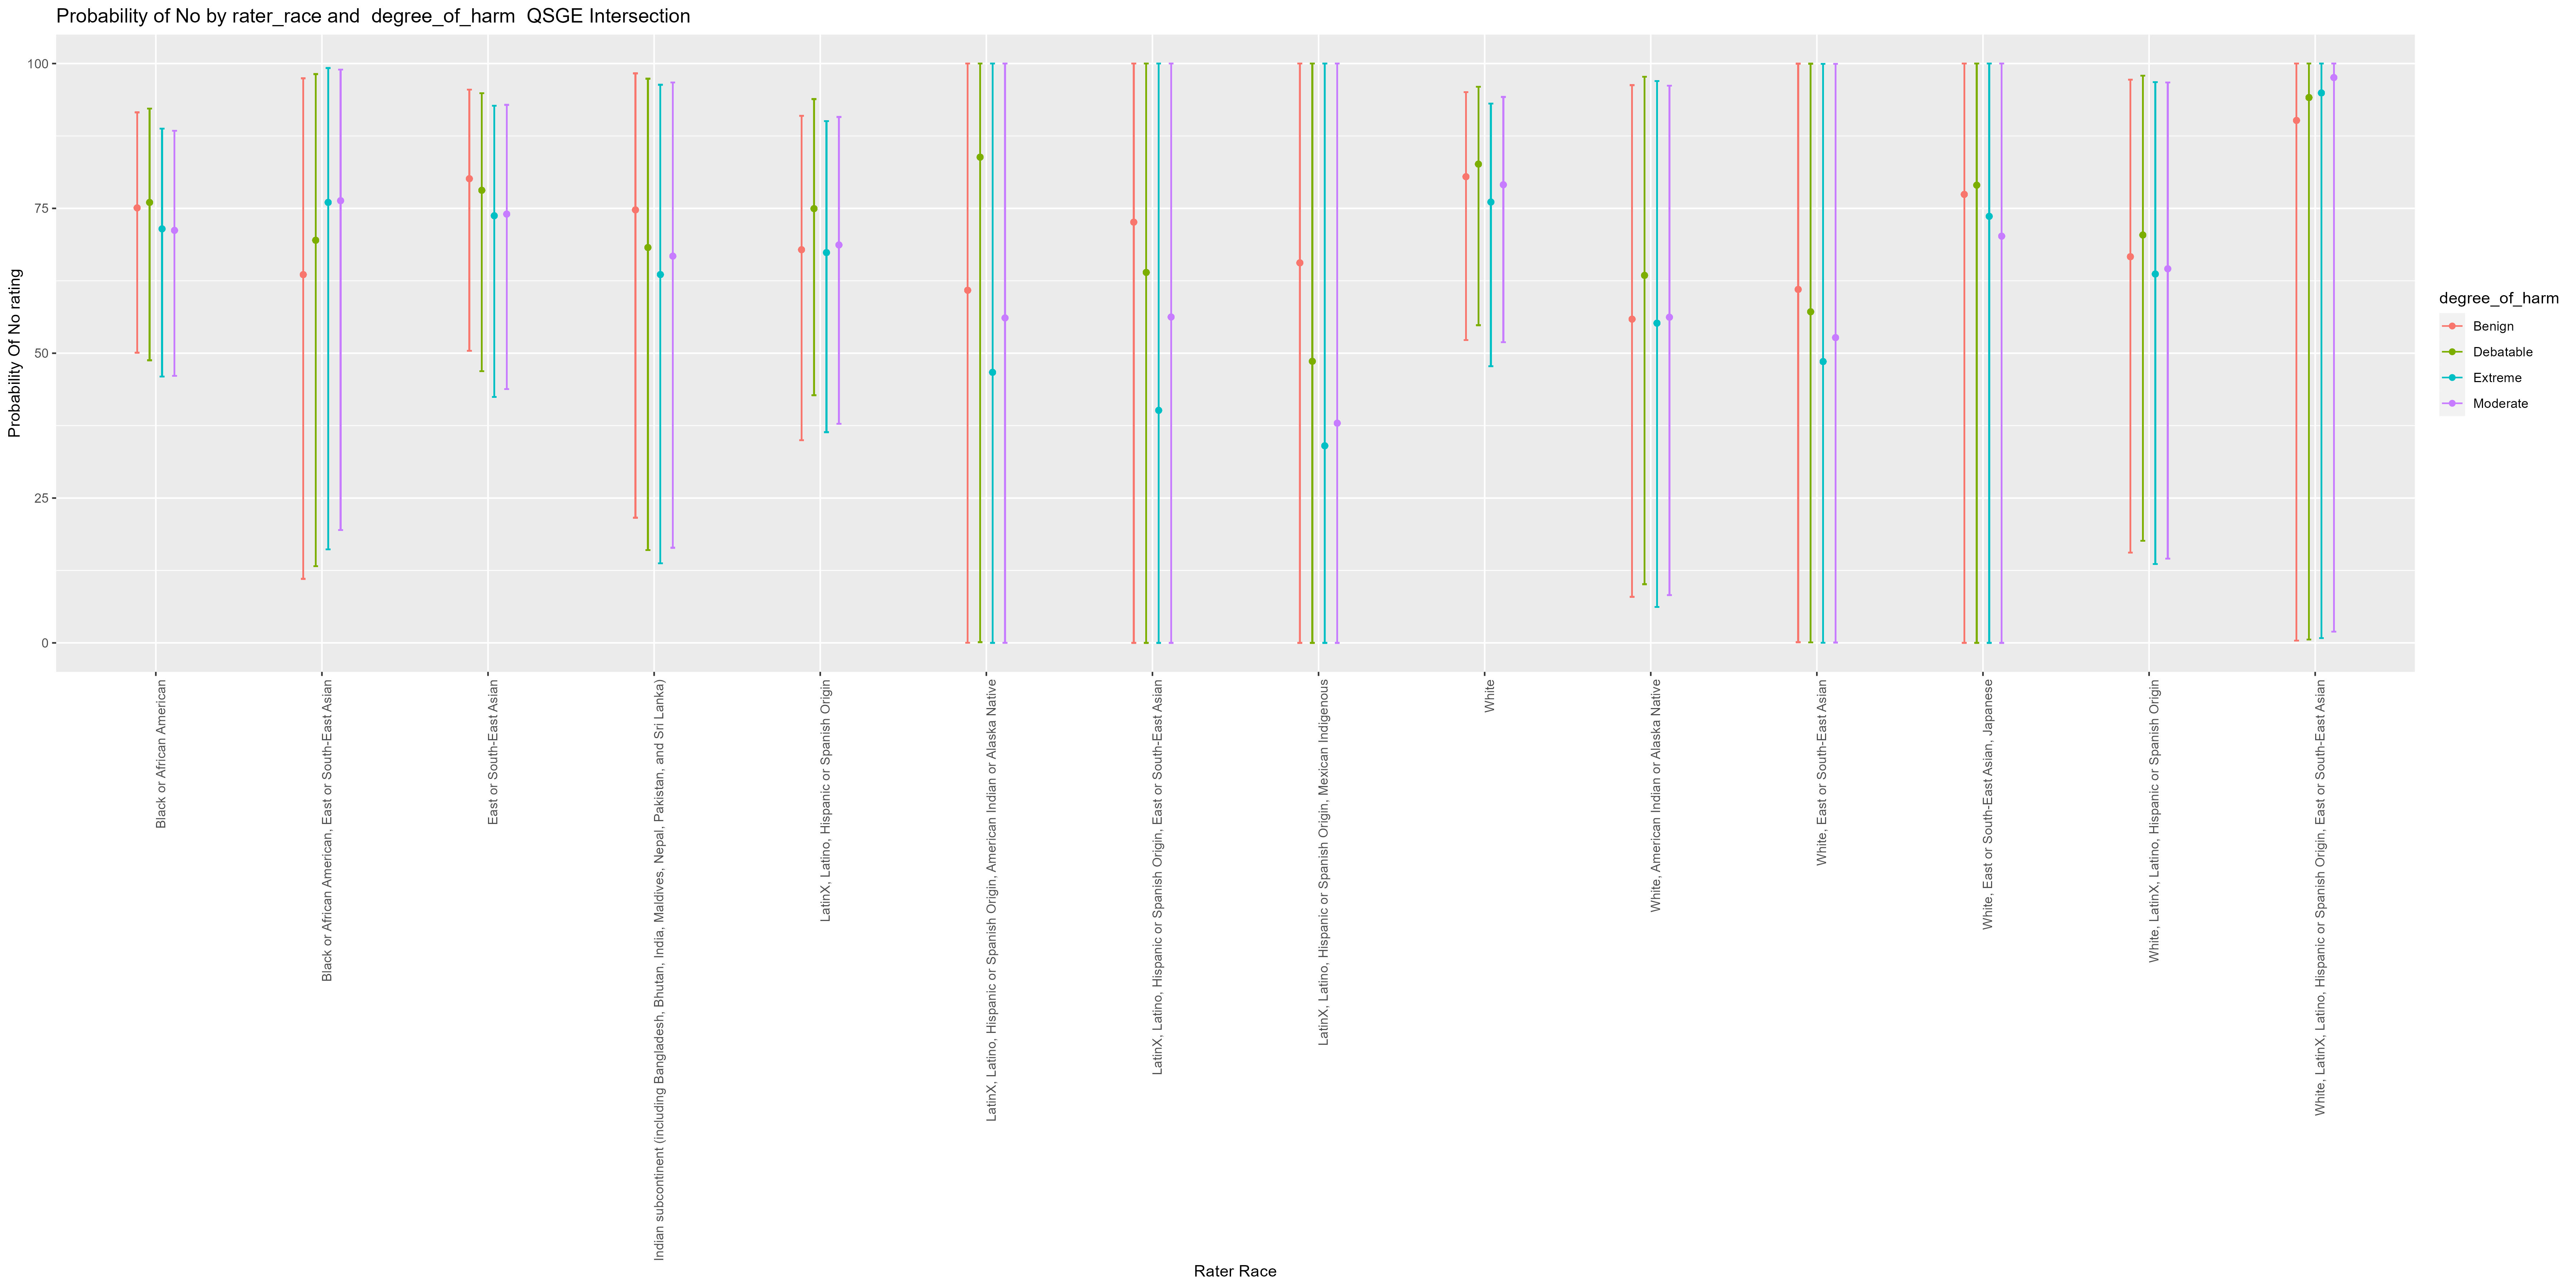 Probability of No by rater_race and  degree_of_harm  QSGE Intersection
Probability Of No rating
100
75
50
25
0
Black or African American
Black or African American, East or South-East Asian
East or South-East Asian
Indian subcontinent (including Bangladesh, Bhutan, India, Maldives, Nepal, Pakistan, and Sri Lanka)
LatinX, Latino, Hispanic or Spanish Origin
LatinX, Latino, Hispanic or Spanish Origin, American Indian or Alaska Native
LatinX, Latino, Hispanic or Spanish Origin, East or South-East Asian
LatinX, Latino, Hispanic or Spanish Origin, Mexican Indigenous
White
White, American Indian or Alaska Native
White, East or South-East Asian
White, East or South-East Asian, Japanese
White, LatinX, Latino, Hispanic or Spanish Origin
White, LatinX, Latino, Hispanic or Spanish Origin, East or South-East Asian
Rater Race
degree_of_harm
Benign
Debatable
Extreme
Moderate